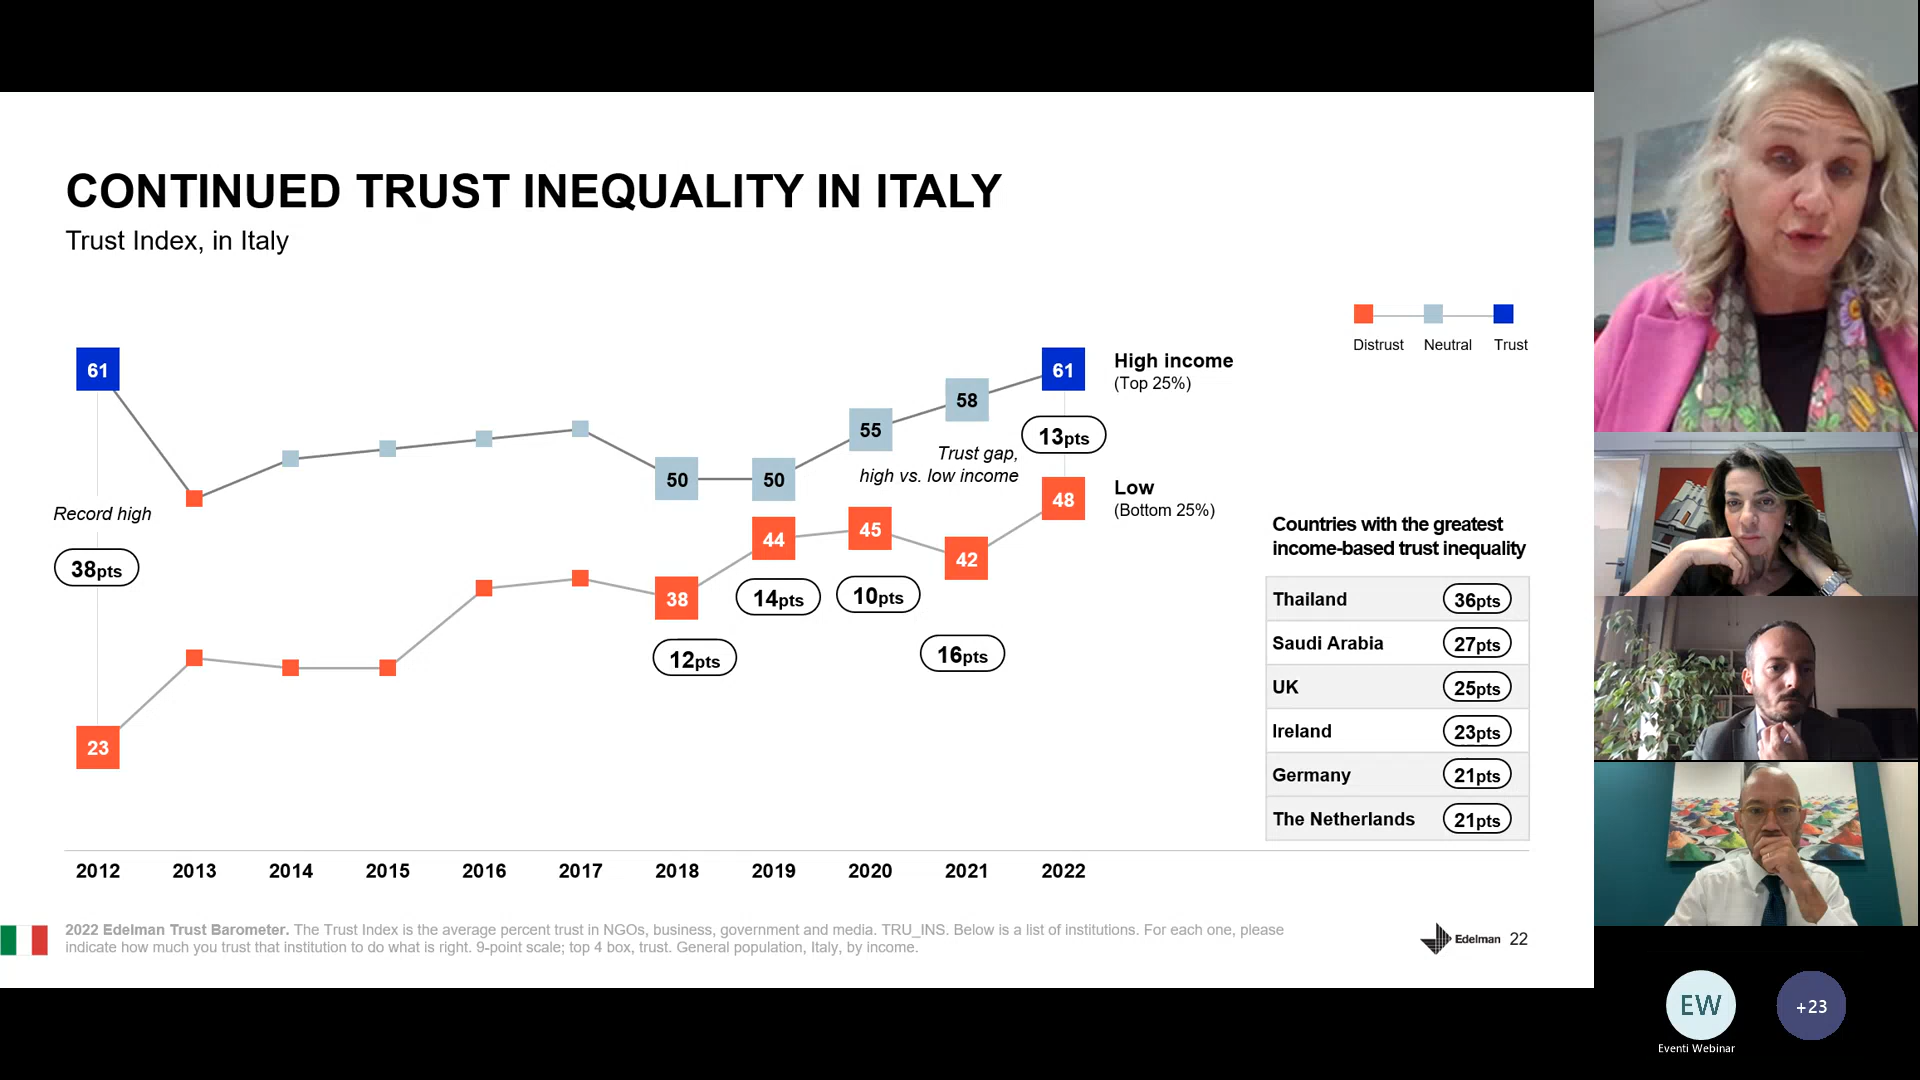 CONTINUED TRUST INEQUALITY IN ITALY
Trust Index, in Italy
Distrust
Neutral
Trust
61
50
50
55
58
61
High income
(Top 25%)
13pts
Trust gap,
high vs. low income
Record high
38pts
23
38
44
45
42
48
Low
(Bottom 25%)
12pts
14pts
10pts
16pts
Countries with the greatest
income-based trust inequality
Thailand 36pts
Saudi Arabia 27pts
UK 25pts
Ireland 23pts
Germany 21pts
The Netherlands 21pts
2012 2013 2014 2015 2016 2017 2018 2019 2020 2021 2022
2022 Edelman Trust Barometer. The Trust Index is the average percent trust in NGOs, business, government and media. TRU_INS. Below is a list of institutions. For each one, please
indicate how much you trust that institution to do what is right. 9-point scale; top 4 box, trust. General population, Italy, by income.
Edelman 22
EW
Eventi Webinar
+23